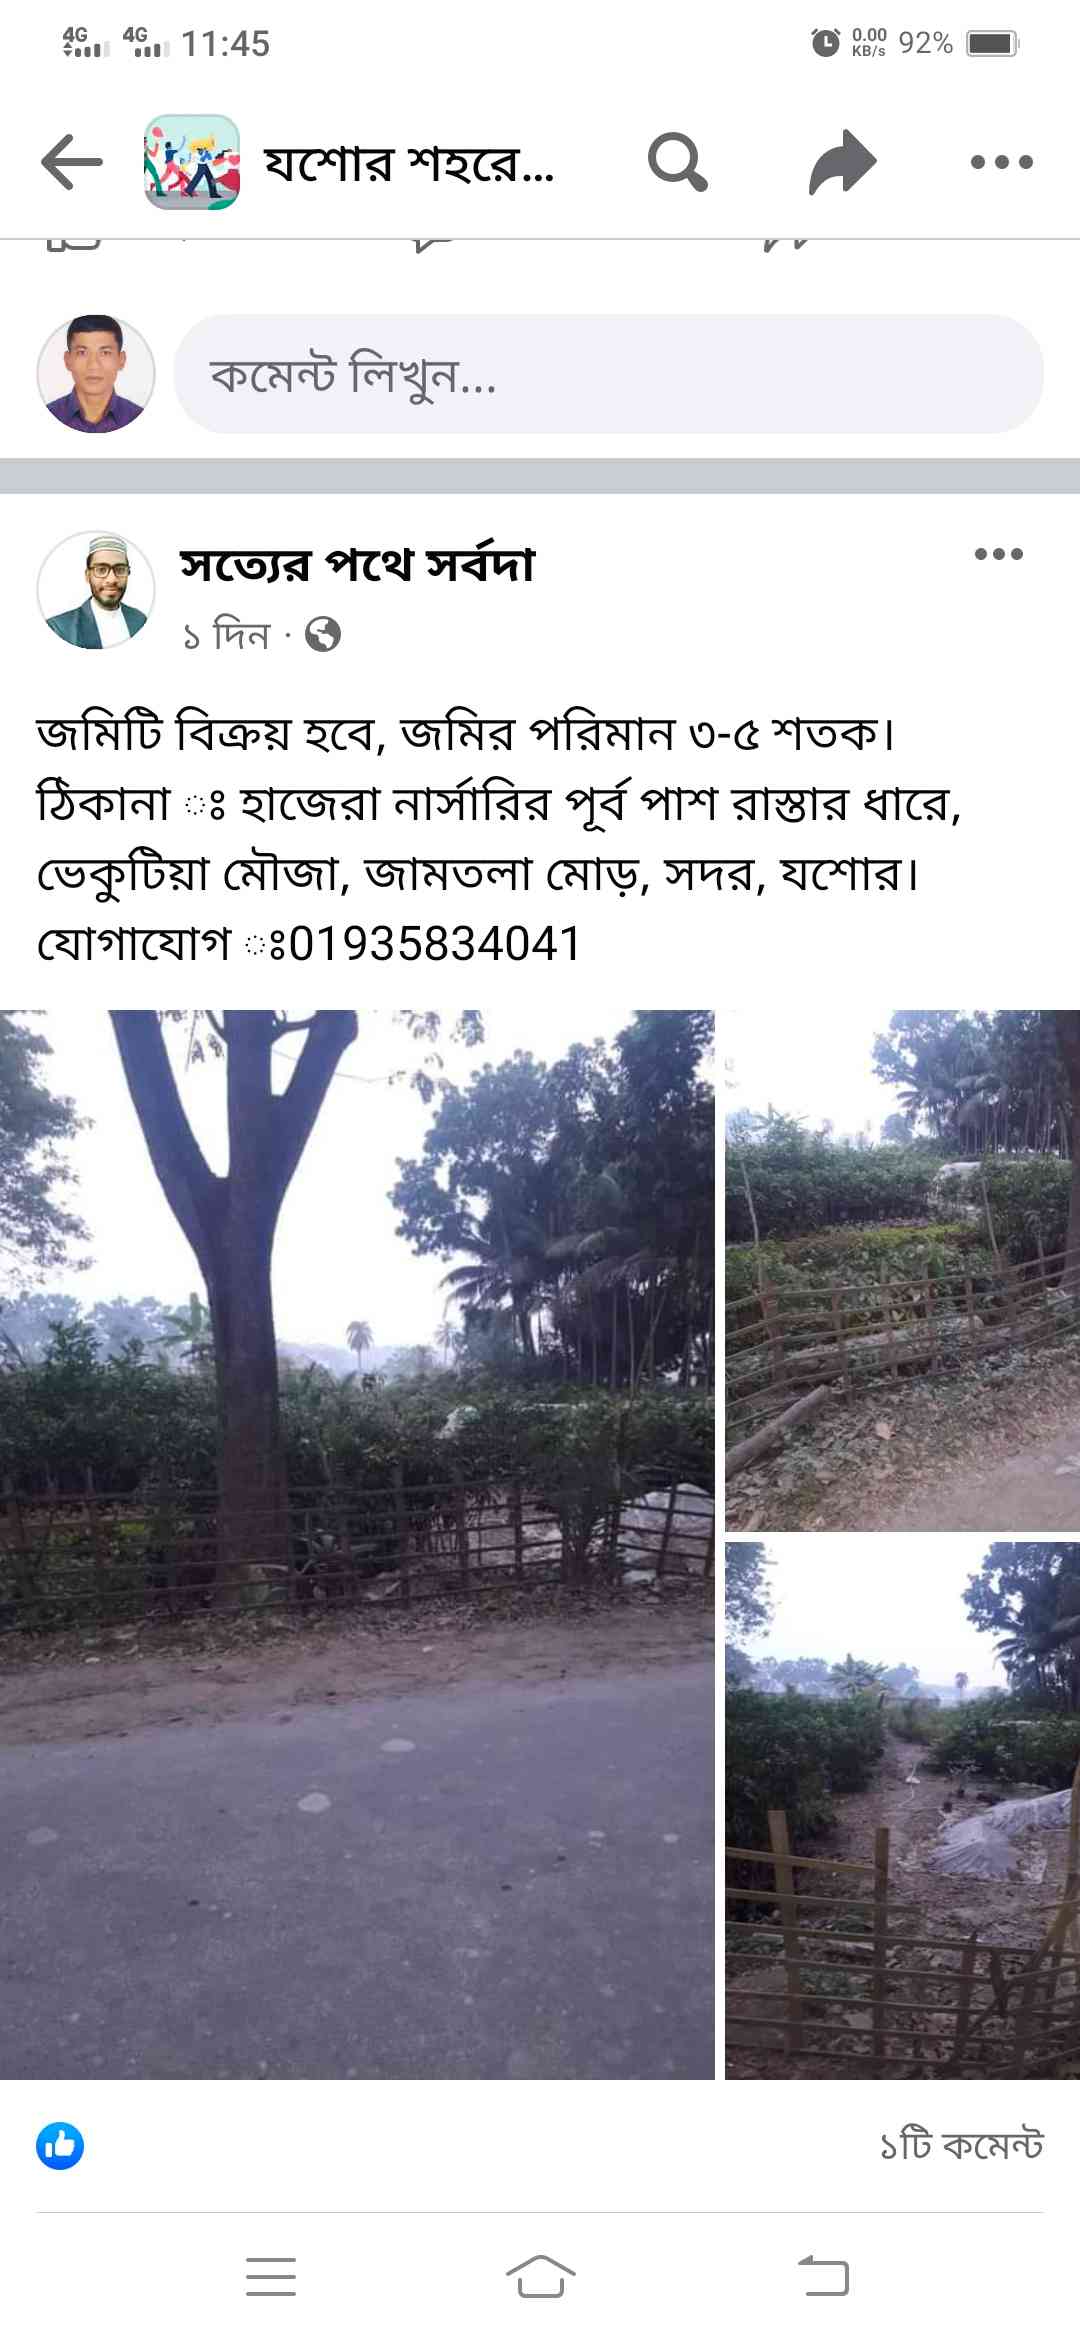 4G 4G 11:45 0.00 KB/s 92%
যশোর শহরে...
কমেন্ট লিখুন...
সত্যের পথে সর্বদা
১ দিন ·
জমিটি বিক্রয় হবে, জমির পরিমান ৩-৫ শতক।
ঠিকানা ঃ হাজেরা নার্সারির পূর্ব পাশ রাস্তার ধারে,
ভেকুটিয়া মৌজা, জামতলা মোড়, সদর, যশোর।
যোগাযোগ ঃ01935834041
১টি কমেন্ট